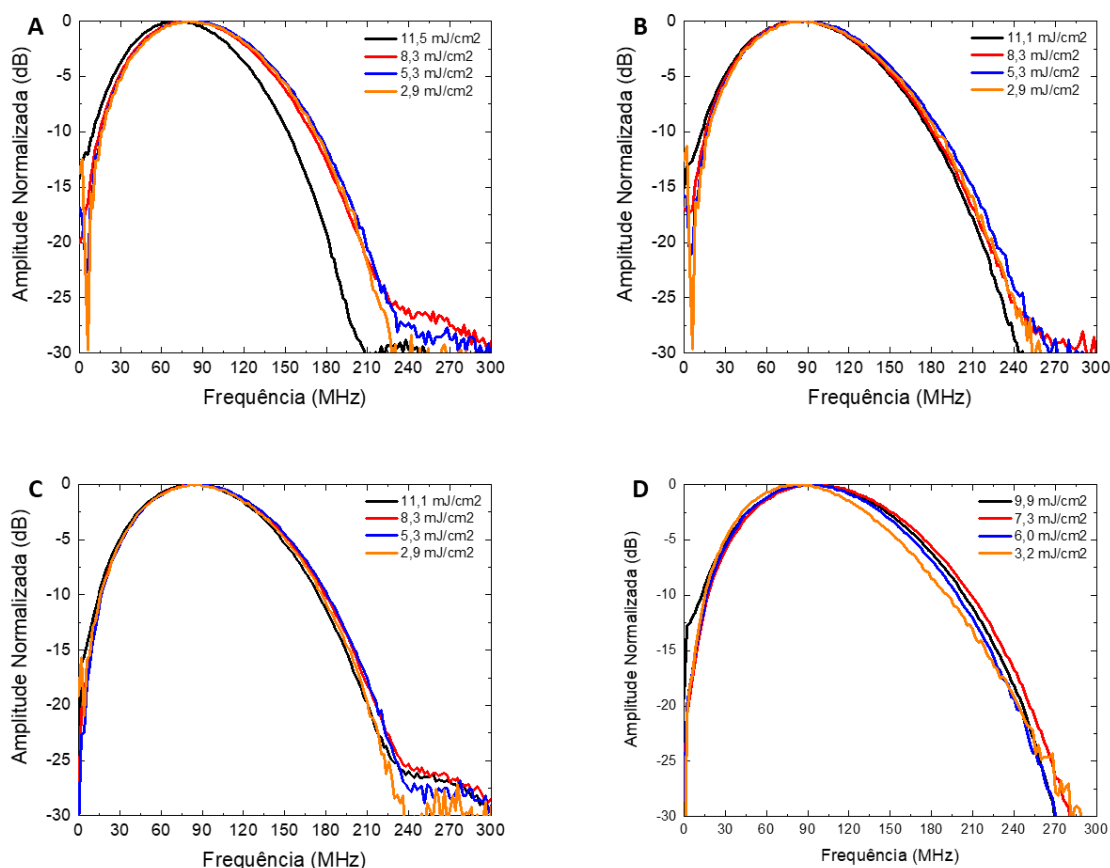 A
0
-5
-10
-15
-20
-25
-30
Amplitude Normalizada (dB)
11,5 mJ/cm2
8,3 mJ/cm2
5,3 mJ/cm2
2,9 mJ/cm2
0 30 60 90 120 150 180 210 240 270 300
Frequência (MHz)
B
0
-5
-10
-15
-20
-25
-30
Amplitude Normalizada (dB)
11,1 mJ/cm2
8,3 mJ/cm2
5,3 mJ/cm2
2,9 mJ/cm2
0 30 60 90 120 150 180 210 240 270 300
Frequência (MHz)
C
0
-5
-10
-15
-20
-25
-30
Amplitude Normalizada (dB)
11,1 mJ/cm2
8,3 mJ/cm2
5,3 mJ/cm2
2,9 mJ/cm2
0 30 60 90 120 150 180 210 240 270 300
Frequência (MHz)
D
0
-5
-10
-15
-20
-25
-30
Amplitude Normalizada (dB)
9,9 mJ/cm2
7,3 mJ/cm2
6,0 mJ/cm2
3,2 mJ/cm2
0 30 60 90 120 150 180 210 240 270 300
Frequência (MHz)